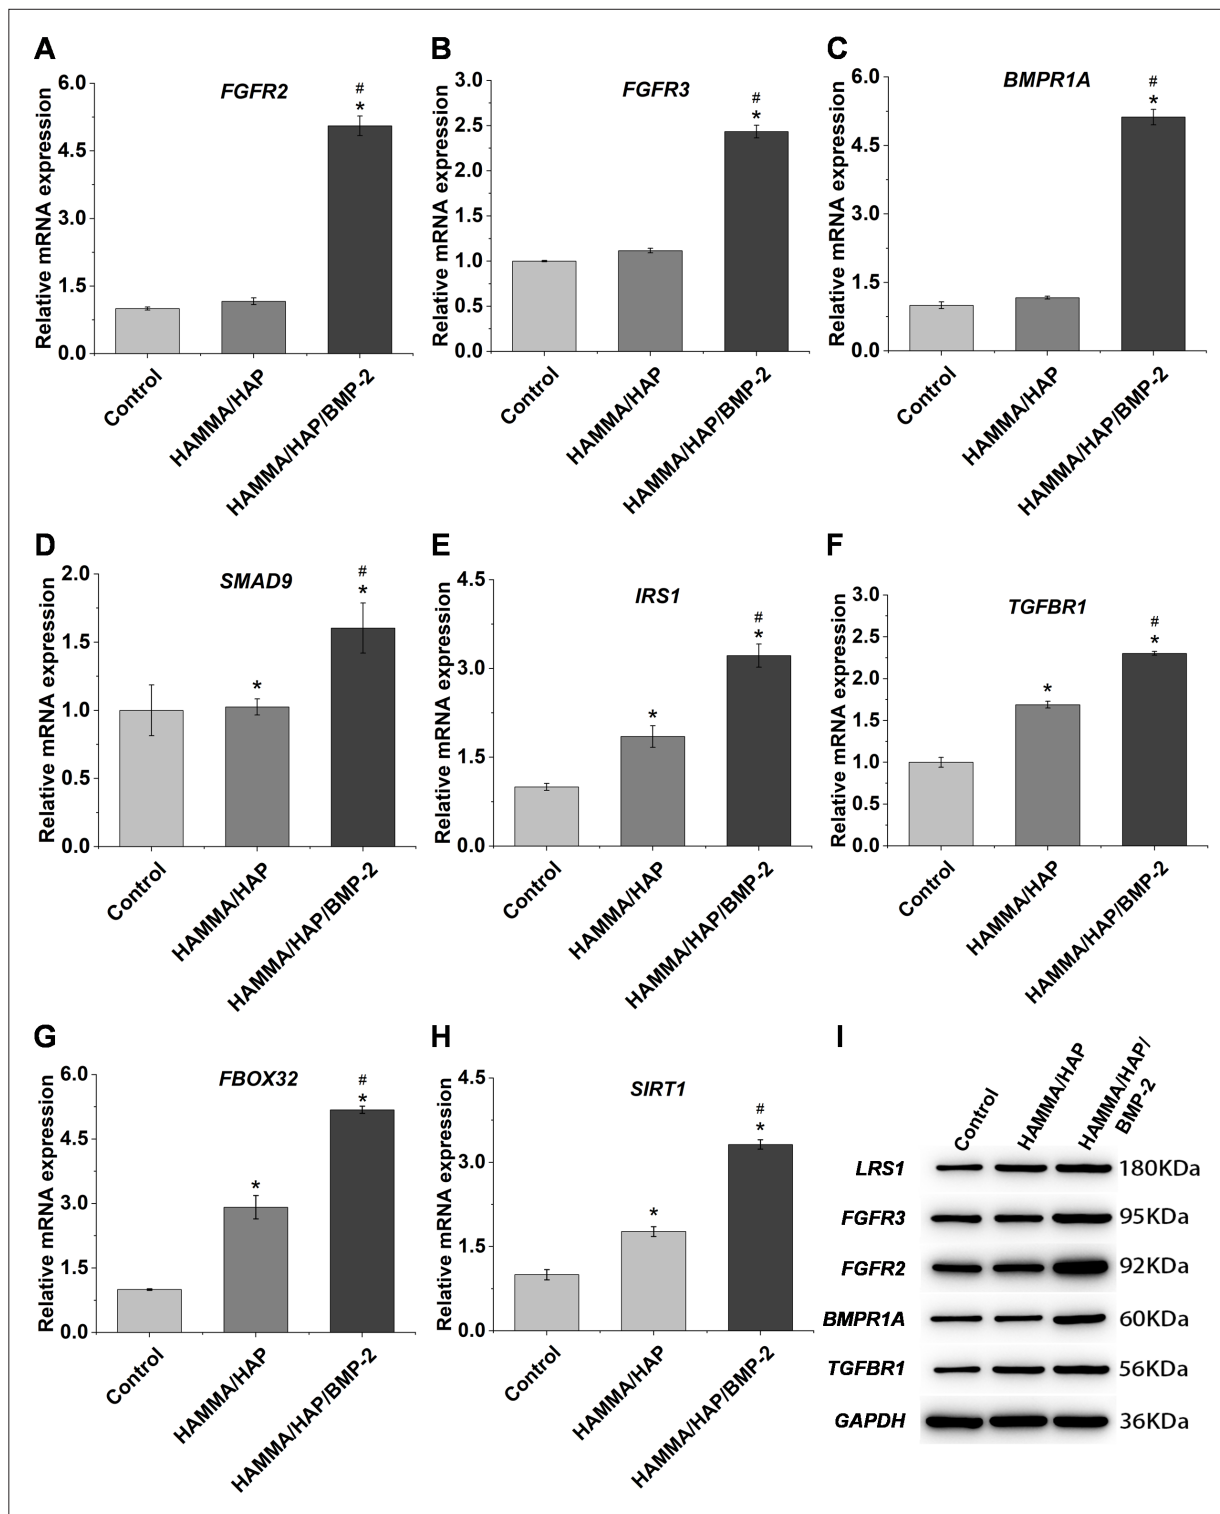 A
FGFR2
#
*
Relative mRNA expression
6.0
4.5
3.0
1.5
0.0
Control
HAMMA/HAP
HAMMA/HAP/BMP-2
B
FGFR3
#
*
Relative mRNA expression
3.0
2.5
2.0
1.5
1.0
0.5
0.0
Control
HAMMA/HAP
HAMMA/HAP/BMP-2
C
BMPR1A
#
*
Relative mRNA expression
6.0
4.5
3.0
1.5
0.0
Control
HAMMA/HAP
HAMMA/HAP/BMP-2
D
SMAD9
*
#
*
Relative mRNA expression
2.0
1.5
1.0
0.5
0.0
Control
HAMMA/HAP
HAMMA/HAP/BMP-2
E
IRS1
*
#
*
Relative mRNA expression
4.5
3.0
1.5
0.0
Control
HAMMA/HAP
HAMMA/HAP/BMP-2
F
TGFBR1
*
#
*
Relative mRNA expression
3.0
2.5
2.0
1.5
1.0
0.5
0.0
Control
HAMMA/HAP
HAMMA/HAP/BMP-2
G
FBOX32
*
#
*
Relative mRNA expression
6.0
4.5
3.0
1.5
0.0
Control
HAMMA/HAP
HAMMA/HAP/BMP-2
H
SIRT1
*
#
*
Relative mRNA expression
4.5
3.0
1.5
0.0
Control
HAMMA/HAP
HAMMA/HAP/BMP-2
I
Control
HAMMA/HAP
HAMMA/HAP/
BMP-2
LRS1 180KDa
FGFR3 95KDa
FGFR2 92KDa
BMPR1A 60KDa
TGFBR1 56KDa
GAPDH 36KDa